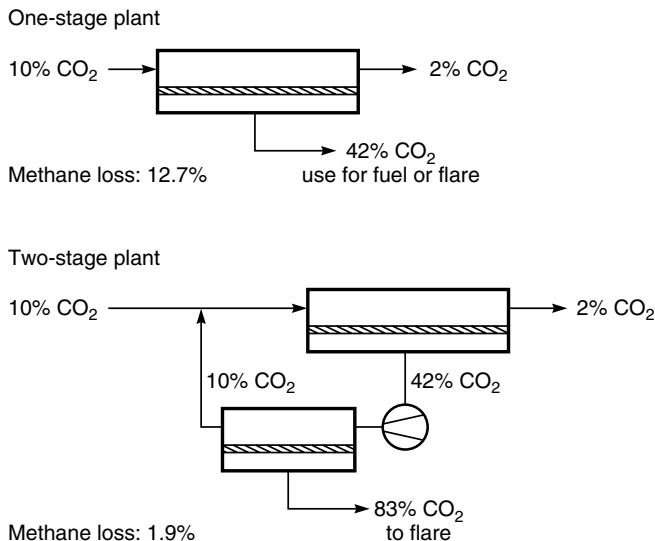 One-stage plant
10% CO₂
2% CO₂
42% CO₂
use for fuel or flare
Methane loss: 12.7%
Two-stage plant
10% CO₂
2% CO₂
10% CO₂
42% CO₂
83% CO₂
to flare
Methane loss: 1.9%